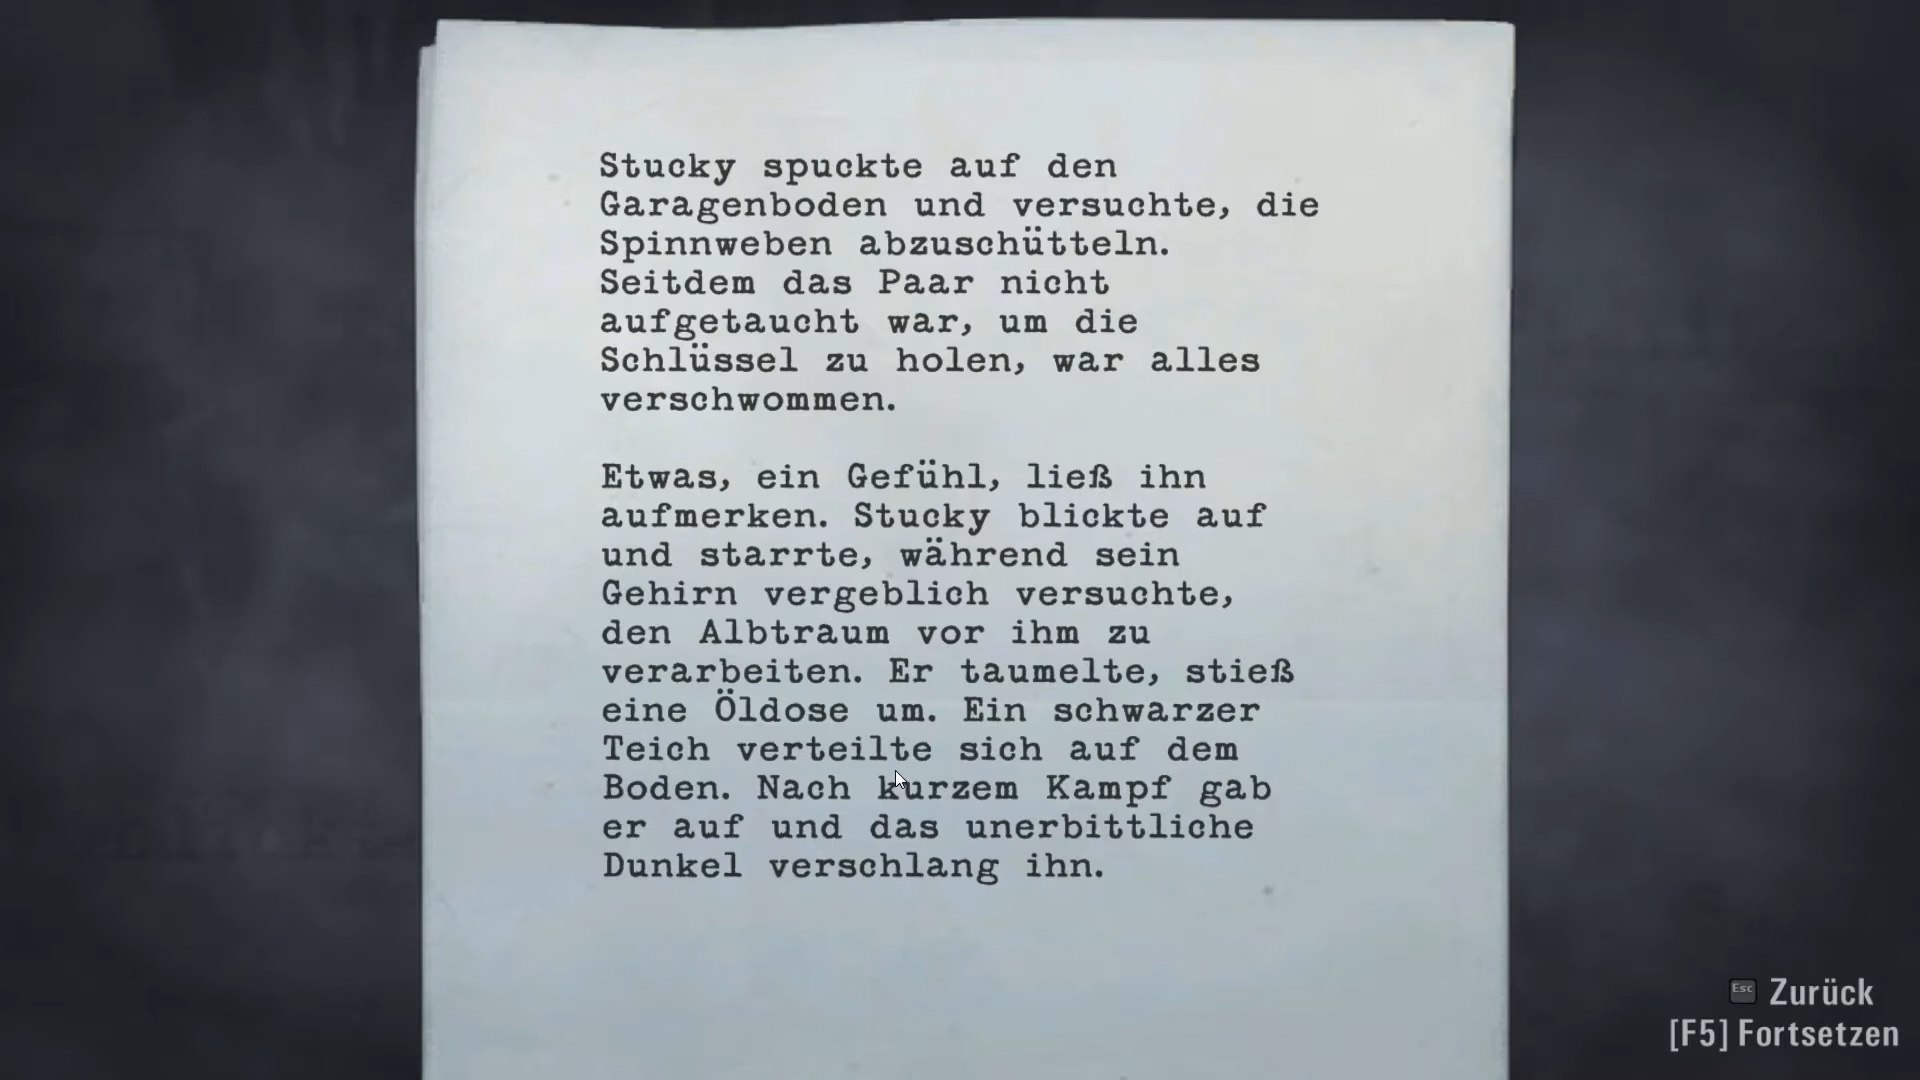 Stucky spuckte auf den
Garagenboden und versuchte, die
Spinnweben abzuschütteln.
Seitdem das Paar nicht
aufgetaucht war, um die
Schlüssel zu holen, war alles
verschwommen.
Etwas, ein Gefühl, ließ ihn
aufmerken. Stucky blickte auf
und starrte, während sein
Gehirn vergeblich versuchte,
den Albtraum vor ihm zu
verarbeiten. Er taumelte, stieß
eine Öldose um. Ein schwarzer
Teich verteilte sich auf dem
Boden. Nach kurzem Kampf gab
er auf und das unerbittliche
Dunkel verschlang ihn.
Esc Zurück
[F5] Fortsetzen